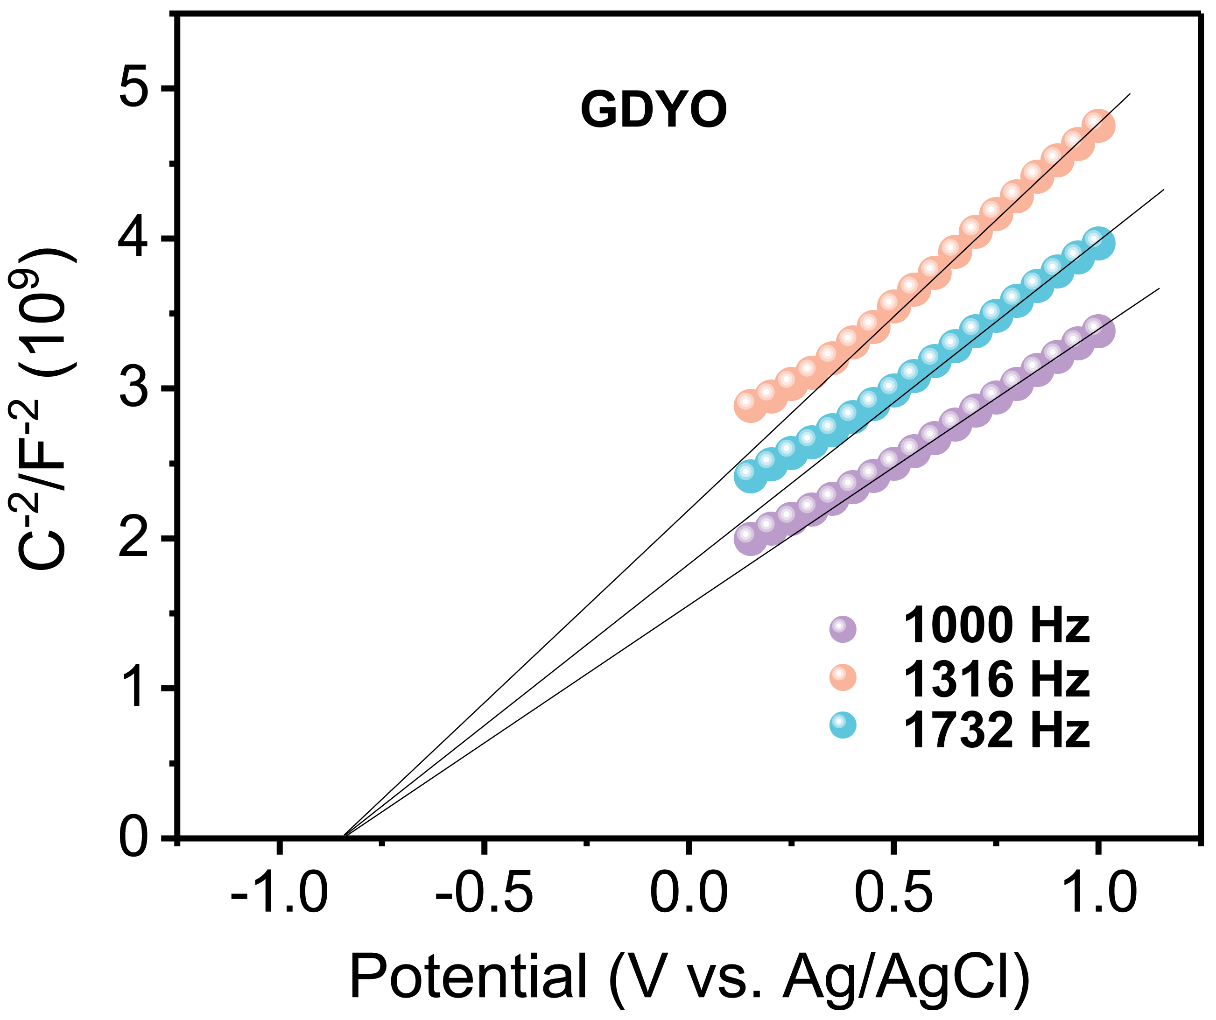 GDYO
C⁻²/F⁻² (10⁹)
5
4
3
2
1
0
1000 Hz
1316 Hz
1732 Hz
-1.0 -0.5 0.0 0.5 1.0
Potential (V vs. Ag/AgCl)